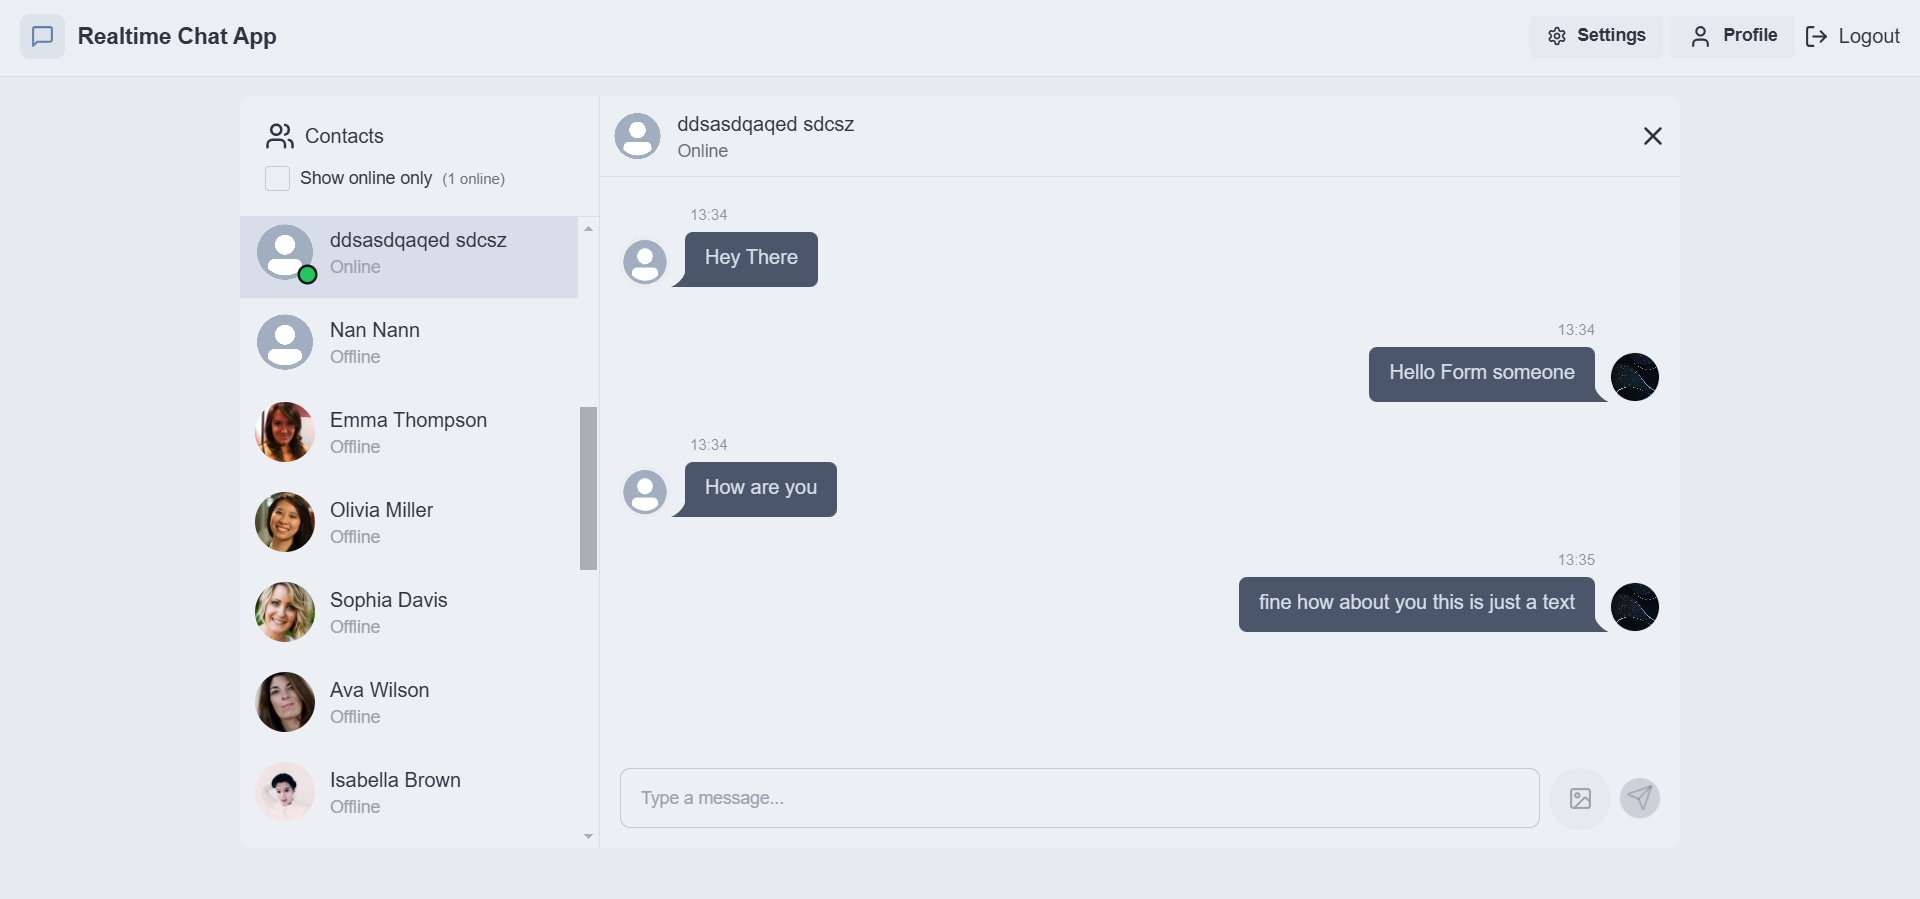 Realtime Chat App
Settings
Profile
Logout
Contacts
Show online only (1 online)
ddsasdqaqed sdcsz
Online
Nan Nann
Offline
Emma Thompson
Offline
Olivia Miller
Offline
Sophia Davis
Offline
Ava Wilson
Offline
Isabella Brown
Offline
ddsasdqaqed sdcsz
Online
13:34
Hey There
13:34
Hello Form someone
13:34
How are you
13:35
fine how about you this is just a text
Type a message...